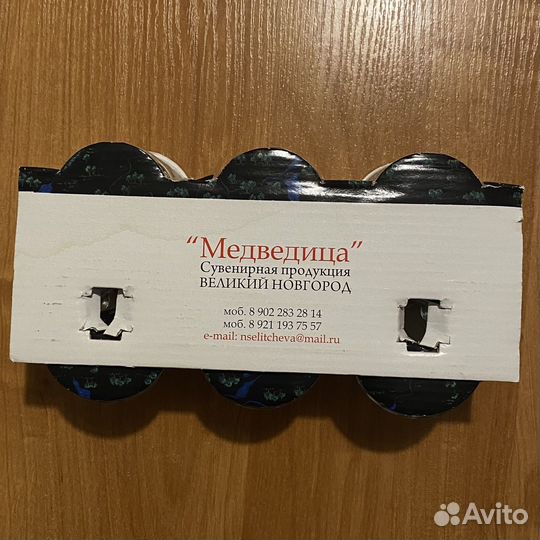 “Медведица”
Сувенирная продукция
ВЕЛИКИЙ НОВГОРОД
моб. 8 902 283 28 14
моб. 8 921 193 75 57
e-mail: nselitcheva@mail.ru
Avito